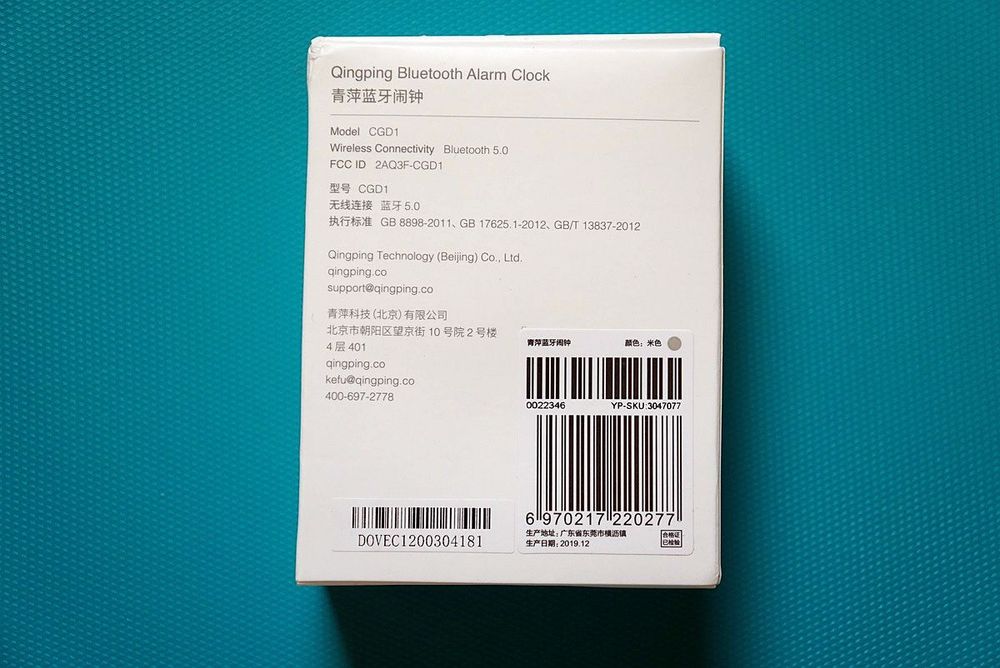 Qingping Bluetooth Alarm Clock
青萍蓝牙闹钟
Model CGD1
Wireless Connectivity Bluetooth 5.0
FCC ID 2AQ3F-CGD1
型号 CGD1
无线连接 蓝牙 5.0
执行标准 GB 8898-2011、GB 17625.1-2012、GB/T 13837-2012
Qingping Technology (Beijing) Co., Ltd.
qingping.co
support@qingping.co
青萍科技(北京)有限公司
北京市朝阳区望京街 10 号院 2 号楼
4 层 401
qingping.co
kefu@qingping.co
400-697-2778
青萍蓝牙闹钟 颜色：米色
0022346 YP-SKU:3047077
6 970217 220277
生产地址：广东省东莞市横沥镇
生产日期：2019.12
合格证
已检验
DOVEC1200304181